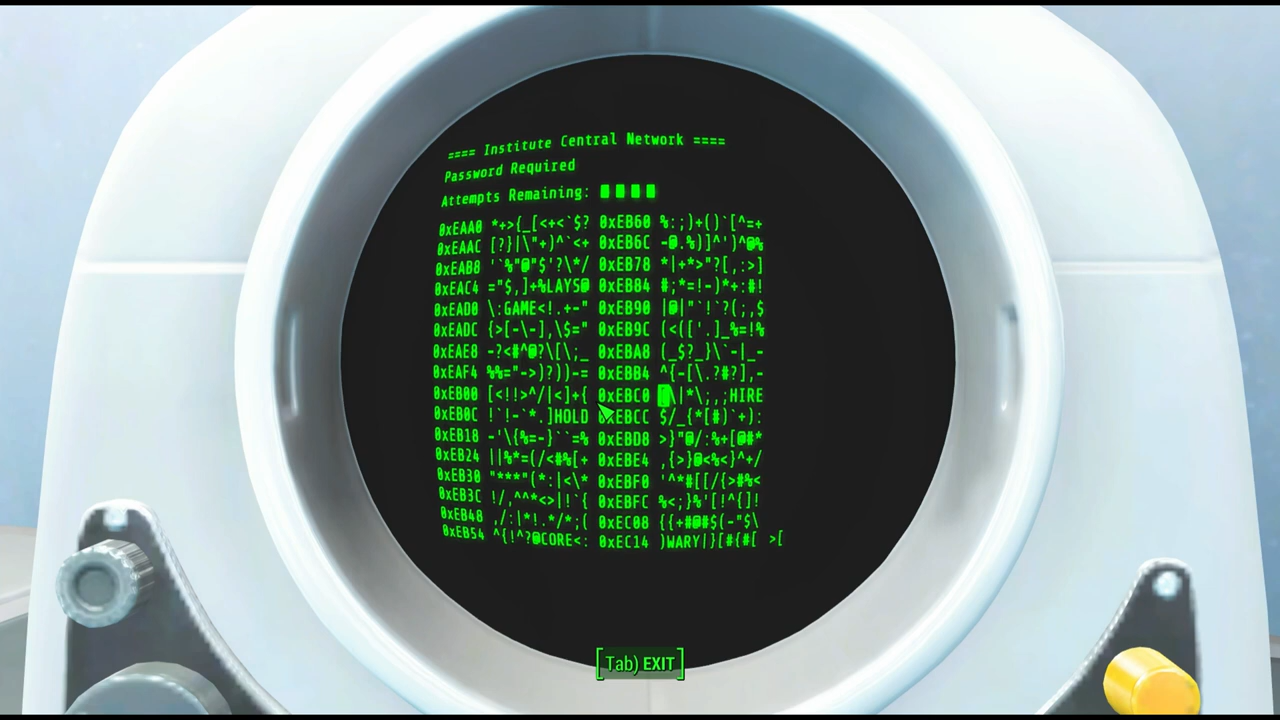 ==== Institute Central Network ====
Password Required
Attempts Remaining: █ █ █ █
0xEAA0 *+>{_[<+<`$? 0xEB60 %:;)+()`[^=+
0xEAAC [?}|\"+)^`<+ 0xEB6C -@.%)]^')^@%
0xEAB8 '`%"@"$'?\*/ 0xEB78 *|+*>"?[,:>]
0xEAC4 ="$,]+%LAYS@ 0xEB84 #;*=!-)*+:#!
0xEAD0 \:GAME<!.+-" 0xEB90 |@|"`!`?(;,$
0xEADC {>[-\-],\$=" 0xEB9C (<(['.]_%=!%
0xEAE8 -?<#^@?\[\;_ 0xEBA8 (_$?_}\`-|_-
0xEAF4 %%="->)?))-= 0xEBB4 ^{-[\.?#?],-
0xEB00 [<!!>^/|<]+{ 0xEBC0 [\|*\;,;HIRE
0xEB0C !`!-`*.]HOLD 0xEBCC $/_{*[#)`+):
0xEB18 -'\{%=-}``=% 0xEBD8 >}"@/:%+[@#*
0xEB24 ||%*=(/<#%[+ 0xEBE4 ,{>}@<%<}^+/
0xEB30 "***"(*:|<\* 0xEBF0 '^*#[[/{>#%<
0xEB3C !/,^^*<>|!`{ 0xEBFC %<;}%'[!^{]!
0xEB48 ,/:|*!.*/*;( 0xEC08 {{+#@#$(-"$\
0xEB54 ^{!^?@CORE<: 0xEC14 )WARY|}[#{#[ >[
Tab) EXIT